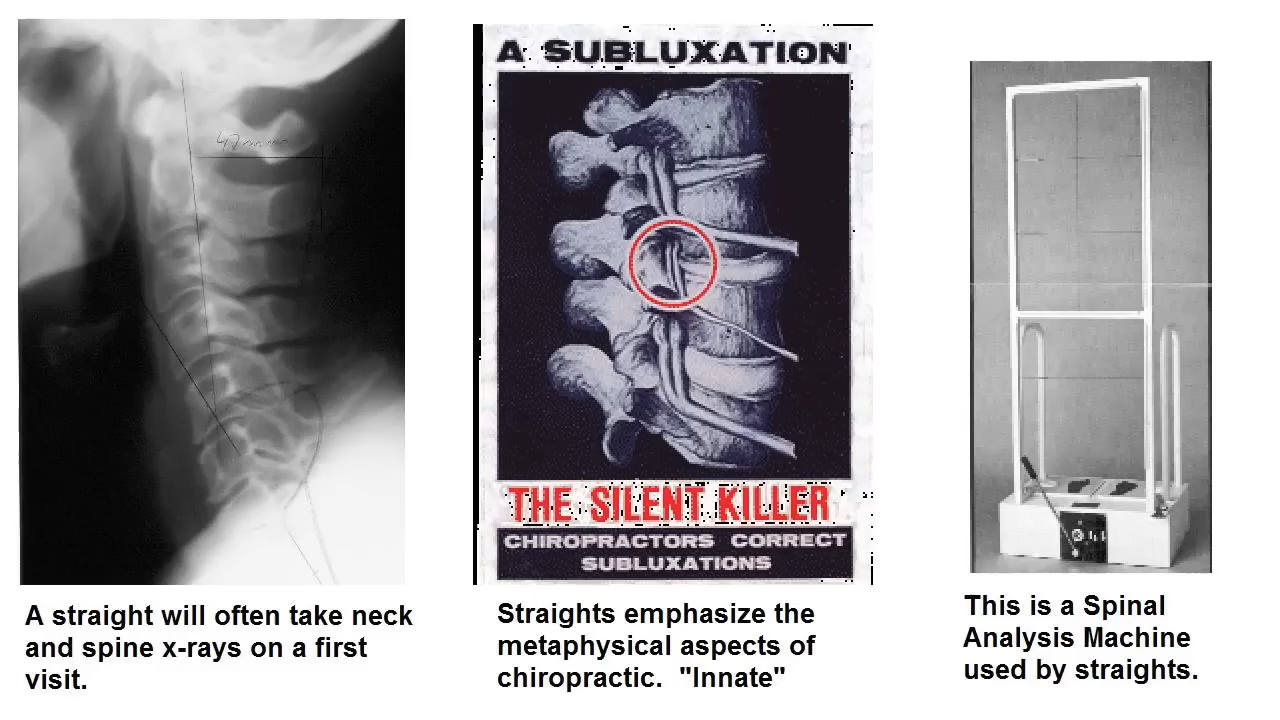 47mm
A SUBLUXATION
THE SILENT KILLER
CHIROPRACTORS CORRECT
SUBLUXATIONS
A straight will often take neck
and spine x-rays on a first
visit.
Straights emphasize the
metaphysical aspects of
chiropractic. "Innate"
This is a Spinal
Analysis Machine
used by straights.